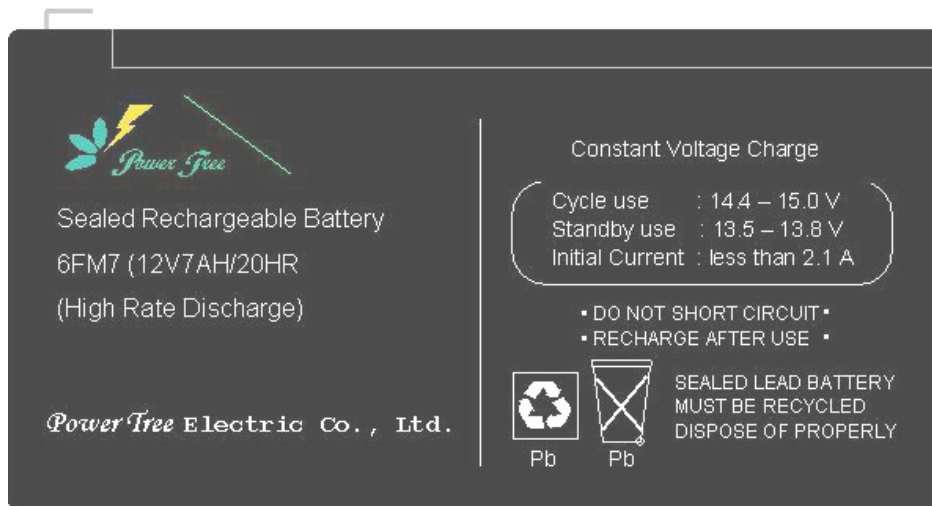 Power Tree
Sealed Rechargeable Battery
6FM7 (12V7AH/20HR
(High Rate Discharge)
Power Tree Electric Co., Ltd.
Constant Voltage Charge
Cycle use : 14.4 – 15.0 V
Standby use : 13.5 – 13.8 V
Initial Current : less than 2.1 A
▪ DO NOT SHORT CIRCUIT ▪
▪ RECHARGE AFTER USE ▪
SEALED LEAD BATTERY
MUST BE RECYCLED
DISPOSE OF PROPERLY
Pb Pb